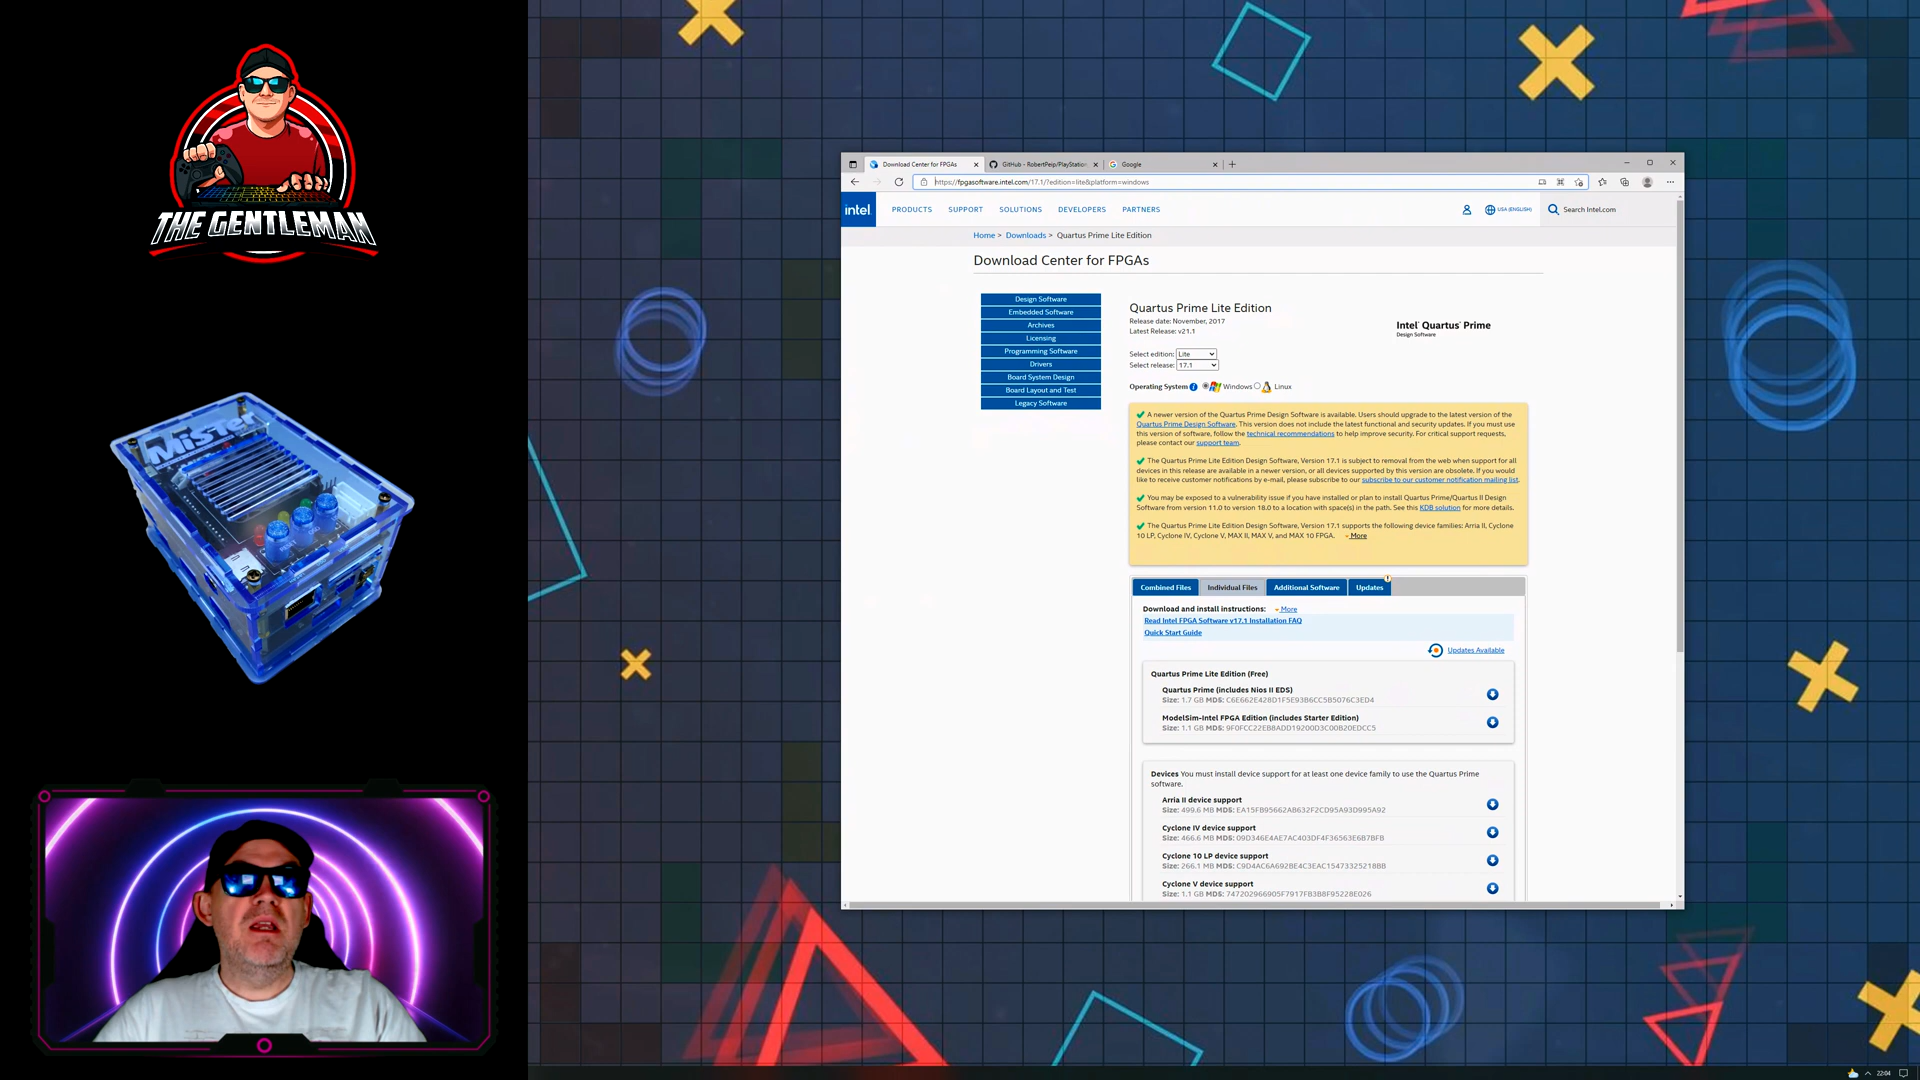 THE GENTLEMAN
MiSTer
Download Center for FPGAs
GitHub - RobertPeip/PlayStation
Google
https://fpgasoftware.intel.com/17.1/?edition=lite&platform=windows
intel.
PRODUCTS
SUPPORT
SOLUTIONS
DEVELOPERS
PARTNERS
USA (ENGLISH)
Search Intel.com
Home > Downloads > Quartus Prime Lite Edition
Download Center for FPGAs
Design Software
Embedded Software
Archives
Licensing
Programming Software
Drivers
Board System Design
Board Layout and Test
Legacy Software
Quartus Prime Lite Edition
Release date: November, 2017
Latest Release: v21.1
Intel® Quartus® Prime
Design Software
Select edition: Lite
Select release: 17.1
Operating System Windows Linux
A newer version of the Quartus Prime Design Software is available. Users should upgrade to the latest version of the
Quartus Prime Design Software. This version does not include the latest functional and security updates. If you must use
this version of software, follow the technical recommendations to help improve security. For critical support requests,
please contact our support team.
The Quartus Prime Lite Edition Design Software, Version 17.1 is subject to removal from the web when support for all
devices in this release are available in a newer version, or all devices supported by this version are obsolete. If you would
like to receive customer notifications by e-mail, please subscribe to our subscribe to our customer notification mailing list.
You may be exposed to a vulnerability issue if you have installed or plan to install Quartus Prime/Quartus II Design
Software from version 11.0 to version 18.0 to a location with space(s) in the path. See this KDB solution for more details.
The Quartus Prime Lite Edition Design Software, Version 17.1 supports the following device families: Arria II, Cyclone
10 LP, Cyclone IV, Cyclone V, MAX II, MAX V, and MAX 10 FPGA. More
Combined Files
Individual Files
Additional Software
Updates
Download and install instructions: More
Read Intel FPGA Software v17.1 Installation FAQ
Quick Start Guide
Updates Available
Quartus Prime Lite Edition (Free)
Quartus Prime (includes Nios II EDS)
Size: 1.7 GB MD5: C6E662E428D1F5E93B6CC5B5076C3ED4
ModelSim-Intel FPGA Edition (includes Starter Edition)
Size: 1.1 GB MD5: 9F0FCC22EB8ADD19200D3C00B20EDCC5
Devices You must install device support for at least one device family to use the Quartus Prime
software.
Arria II device support
Size: 499.6 MB MD5: EA15FB95662AB632F2CD95A93D995A92
Cyclone IV device support
Size: 466.6 MB MD5: 09D346E4AE7AC403DF4F36563E6B7BFB
Cyclone 10 LP device support
Size: 266.1 MB MD5: C9D4AC6A692BE4C3EAC15473325218BB
Cyclone V device support
Size: 1.1 GB MD5: 747202966905F7917FB3B8F95228E026
22:04